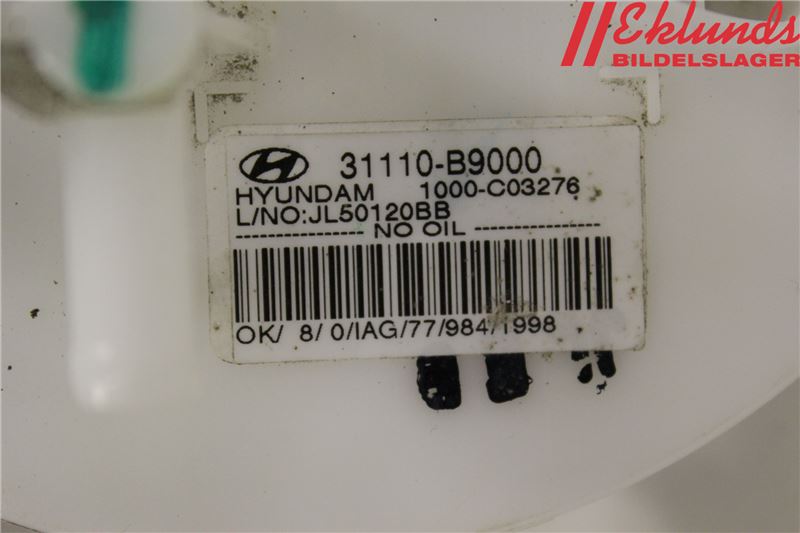 Eklunds
BILDELSLAGER
31110-B9000
HYUNDAM 1000-C03276
L/NO:JL50120BB
------------------ NO OIL ------------------
OK/ 8/ 0/IAG/77/984/1998